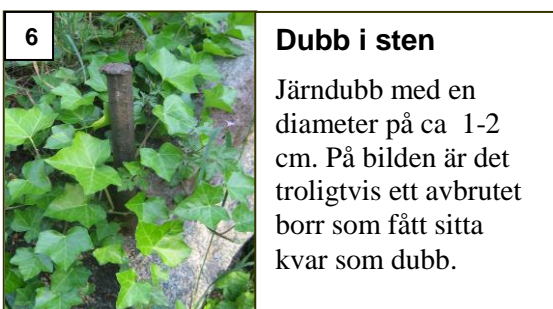 6
Dubb i sten
Järndubb med en
diameter på ca 1-2
cm. På bilden är det
troligtvis ett avbrutet
borr som fått sitta
kvar som dubb.